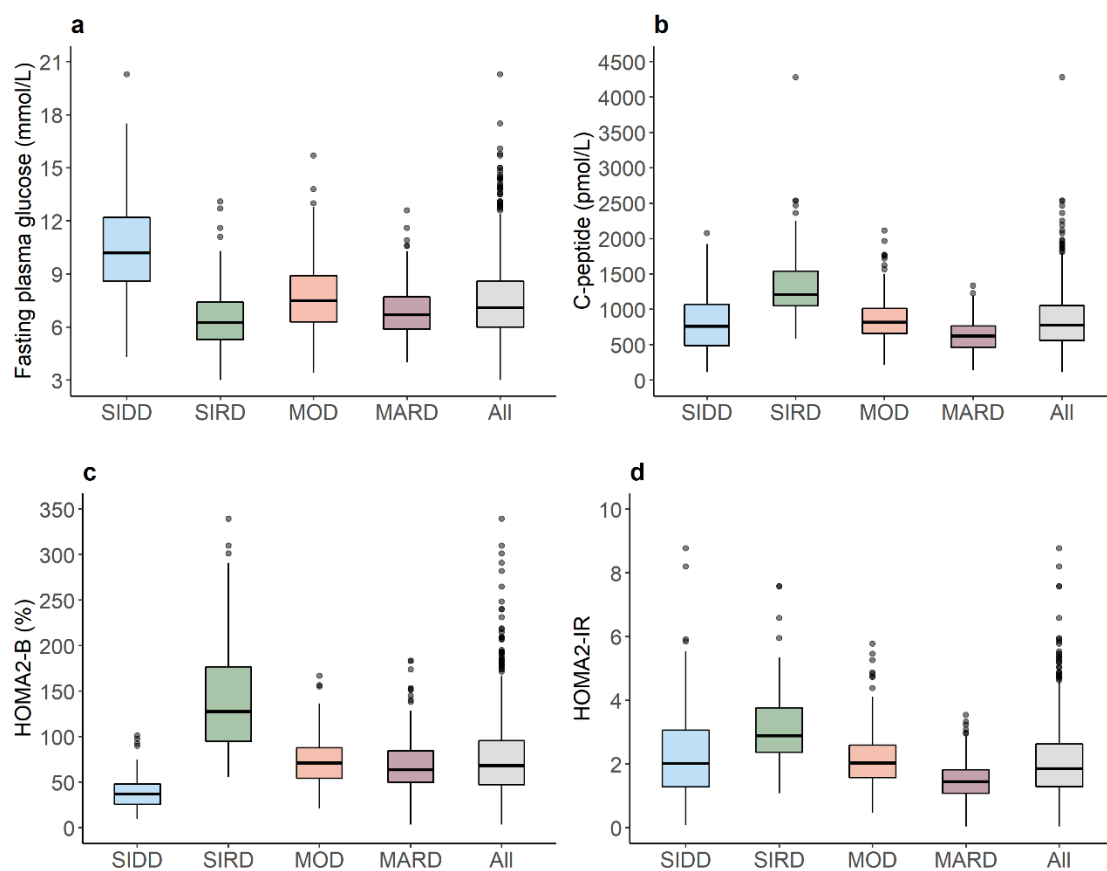 a
Fasting plasma glucose (mmol/L)
21
18
15
12
9
6
3
SIDD SIRD MOD MARD All
b
C-peptide (pmol/L)
4500
4000
3500
3000
2500
2000
1500
1000
500
0
SIDD SIRD MOD MARD All
c
HOMA2-B (%)
350
300
250
200
150
100
50
0
SIDD SIRD MOD MARD All
d
HOMA2-IR
10
8
6
4
2
0
SIDD SIRD MOD MARD All